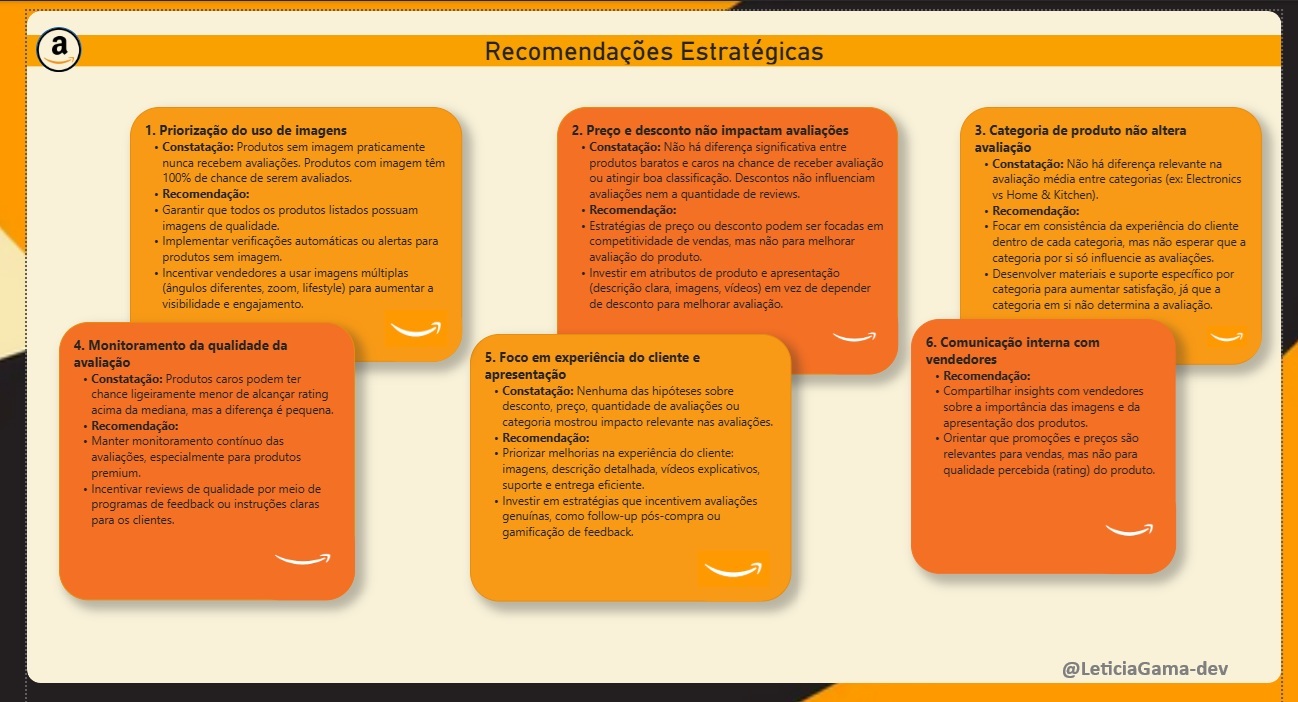 a
Recomendações Estratégicas
1. Priorização do uso de imagens
• Constatação: Produtos sem imagem praticamente
nunca recebem avaliações. Produtos com imagem têm
100% de chance de serem avaliados.
• Recomendação:
• Garantir que todos os produtos listados possuam
imagens de qualidade.
• Implementar verificações automáticas ou alertas para
produtos sem imagem.
• Incentivar vendedores a usar imagens múltiplas
(ângulos diferentes, zoom, lifestyle) para aumentar a
visibilidade e engajamento.
2. Preço e desconto não impactam avaliações
• Constatação: Não há diferença significativa entre
produtos baratos e caros na chance de receber avaliação
ou atingir boa classificação. Descontos não influenciam
avaliações nem a quantidade de reviews.
• Recomendação:
• Estratégias de preço ou desconto podem ser focadas em
competitividade de vendas, mas não para melhorar
avaliação do produto.
• Investir em atributos de produto e apresentação
(descrição clara, imagens, vídeos) em vez de depender
de desconto para melhorar avaliação.
3. Categoria de produto não altera
avaliação
• Constatação: Não há diferença relevante na
avaliação média entre categorias (ex: Electronics
vs Home & Kitchen).
• Recomendação:
• Focar em consistência da experiência do cliente
dentro de cada categoria, mas não esperar que a
categoria por si só influencie as avaliações.
• Desenvolver materiais e suporte específico por
categoria para aumentar satisfação, já que a
categoria em si não determina a avaliação.
4. Monitoramento da qualidade da
avaliação
• Constatação: Produtos caros podem ter
chance ligeiramente menor de alcançar rating
acima da mediana, mas a diferença é pequena.
• Recomendação:
• Manter monitoramento contínuo das
avaliações, especialmente para produtos
premium.
• Incentivar reviews de qualidade por meio de
programas de feedback ou instruções claras
para os clientes.
5. Foco em experiência do cliente e
apresentação
• Constatação: Nenhuma das hipóteses sobre
desconto, preço, quantidade de avaliações ou
categoria mostrou impacto relevante nas avaliações.
• Recomendação:
• Priorizar melhorias na experiência do cliente:
imagens, descrição detalhada, vídeos explicativos,
suporte e entrega eficiente.
• Investir em estratégias que incentivem avaliações
genuínas, como follow-up pós-compra ou
gamificação de feedback.
6. Comunicação interna com
vendedores
• Recomendação:
• Compartilhar insights com vendedores
sobre a importância das imagens e da
apresentação dos produtos.
• Orientar que promoções e preços são
relevantes para vendas, mas não para
qualidade percebida (rating) do produto.
@LeticiaGama-dev